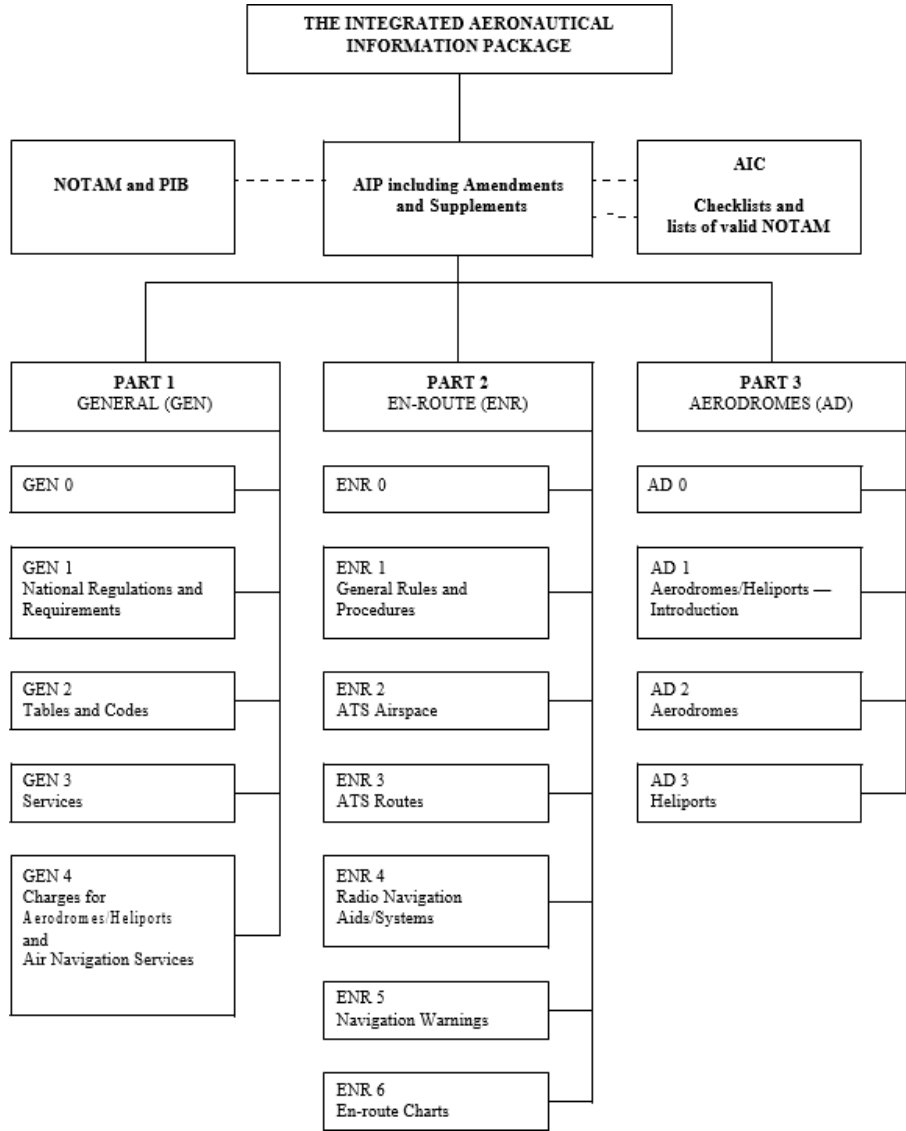 THE INTEGRATED AERONAUTICAL
INFORMATION PACKAGE
NOTAM and PIB
AIP including Amendments
and Supplements
AIC
Checklists and
lists of valid NOTAM
PART 1
GENERAL (GEN)
GEN 0
GEN 1
National Regulations and
Requirements
GEN 2
Tables and Codes
GEN 3
Services
GEN 4
Charges for
Aerodromes/Heliports
and
Air Navigation Services
PART 2
EN-ROUTE (ENR)
ENR 0
ENR 1
General Rules and
Procedures
ENR 2
ATS Airspace
ENR 3
ATS Routes
ENR 4
Radio Navigation
Aids/Systems
ENR 5
Navigation Warnings
ENR 6
En-route Charts
PART 3
AERODROMES (AD)
AD 0
AD 1
Aerodromes/Heliports —
Introduction
AD 2
Aerodromes
AD 3
Heliports